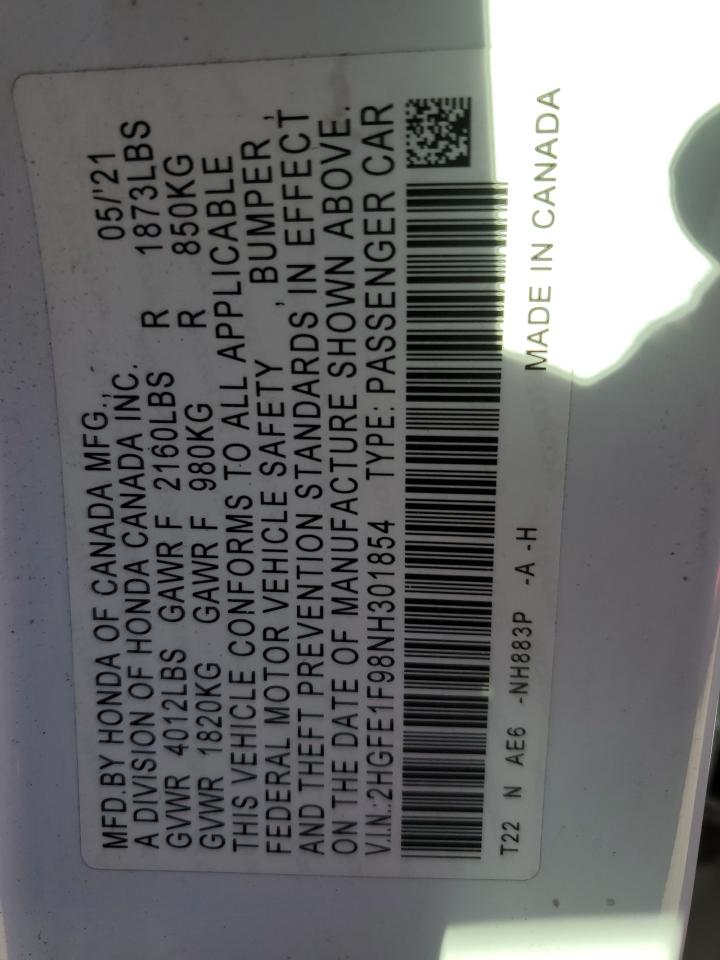 MFD.BY HONDA OF CANADA MFG., 05/'21
A DIVISION OF HONDA CANADA INC.
GVWR 4012LBS GAWR F 2160LBS R 1873LBS
GVWR 1820KG GAWR F 980KG R 850KG
THIS VEHICLE CONFORMS TO ALL APPLICABLE
FEDERAL MOTOR VEHICLE SAFETY , BUMPER ,
AND THEFT PREVENTION STANDARDS IN EFFECT
ON THE DATE OF MANUFACTURE SHOWN ABOVE.
V.I.N.:2HGFE1F98NH301854 TYPE: PASSENGER CAR
T22 N AE6 -NH883P -A -H
MADE IN CANADA